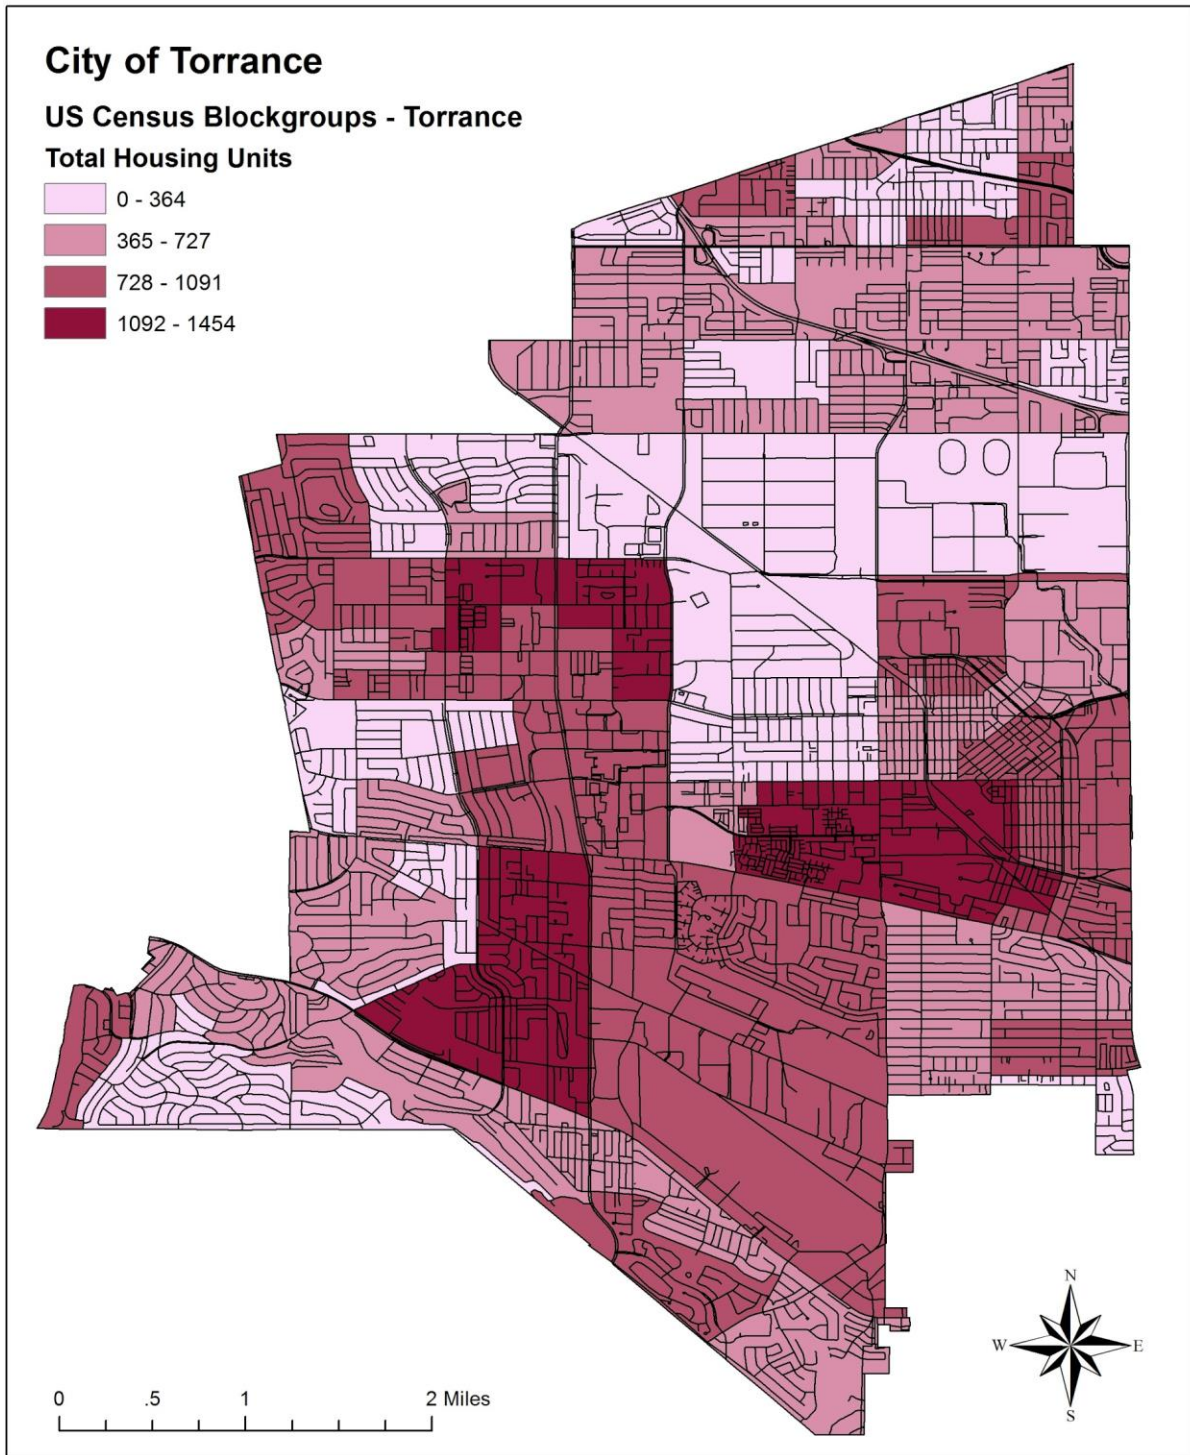 City of Torrance
US Census Blockgroups - Torrance
Total Housing Units
0 - 364
365 - 727
728 - 1091
1092 - 1454
N
W E
S
0 .5 1 2 Miles